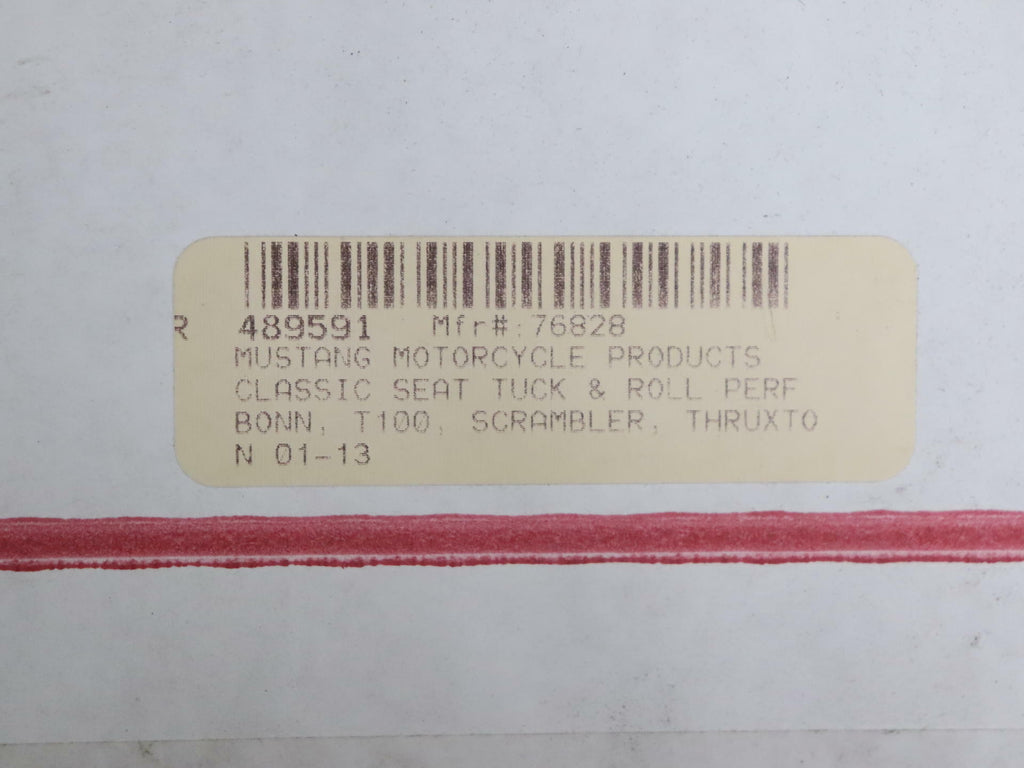 R 489591 Mfr#:76828
MUSTANG MOTORCYCLE PRODUCTS
CLASSIC SEAT TUCK & ROLL PERF
BONN, T100, SCRAMBLER, THRUXTO
N 01-13